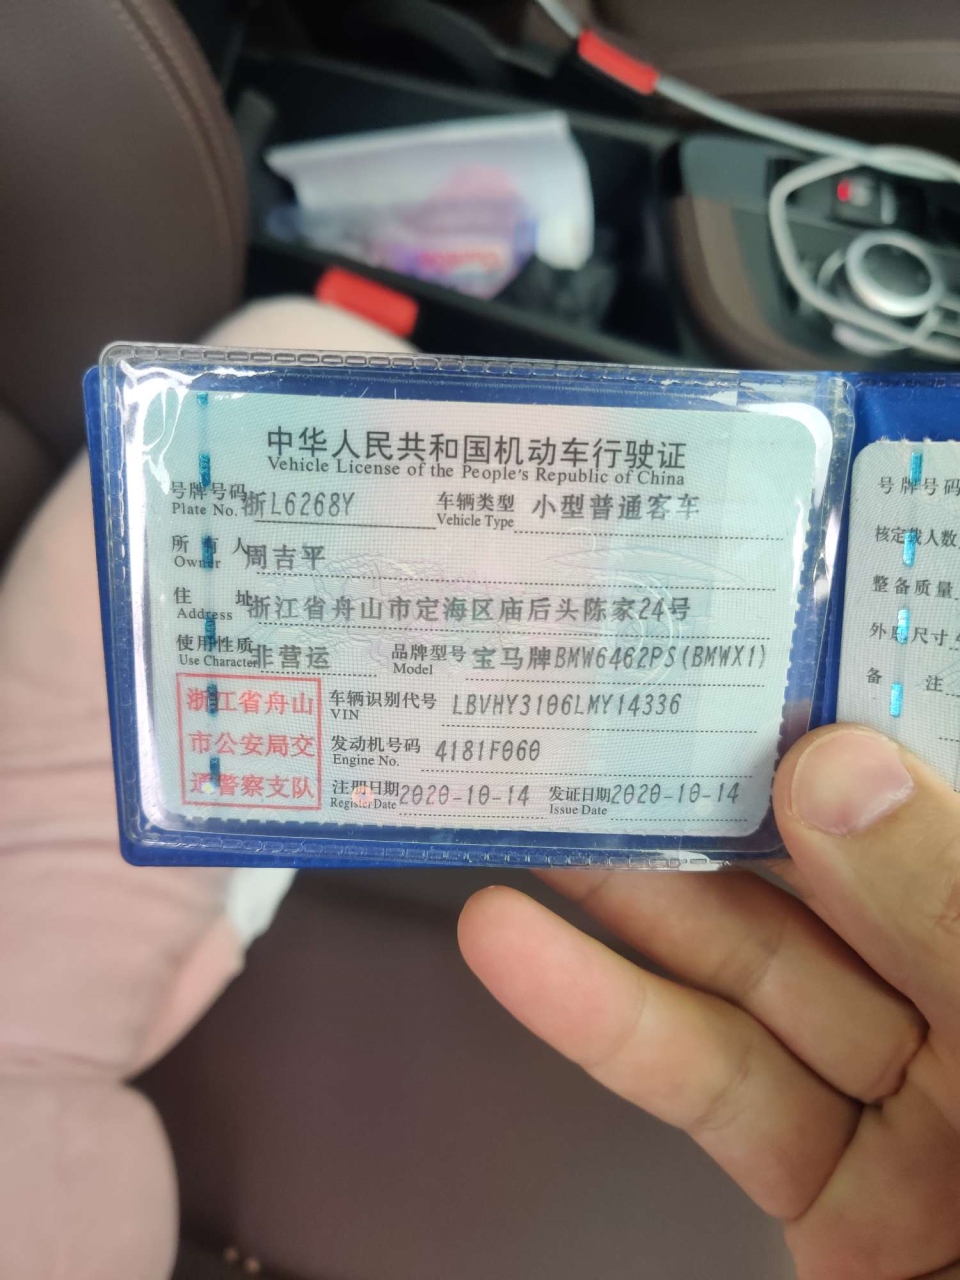 中华人民共和国机动车行驶证
Vehicle License of the People's Republic of China
号牌号码 浙L6268Y 车辆类型 小型普通客车
Plate No. Vehicle Type
所有人 周吉平
Owner
住址 浙江省舟山市定海区庙后头陈家24号
Address
使用性质 非营运 品牌型号 宝马牌BMW6462PS(BMWX1)
Use Character Model
浙江省舟山
市公安局交
通警察支队
车辆识别代号 LBVHY3106LMY14336
VIN
发动机号码 4181F060
Engine No.
注册日期 2020-10-14 发证日期 2020-10-14
Register Date Issue Date
号牌号码
核定载人数
整备质量
外廓尺寸
备注